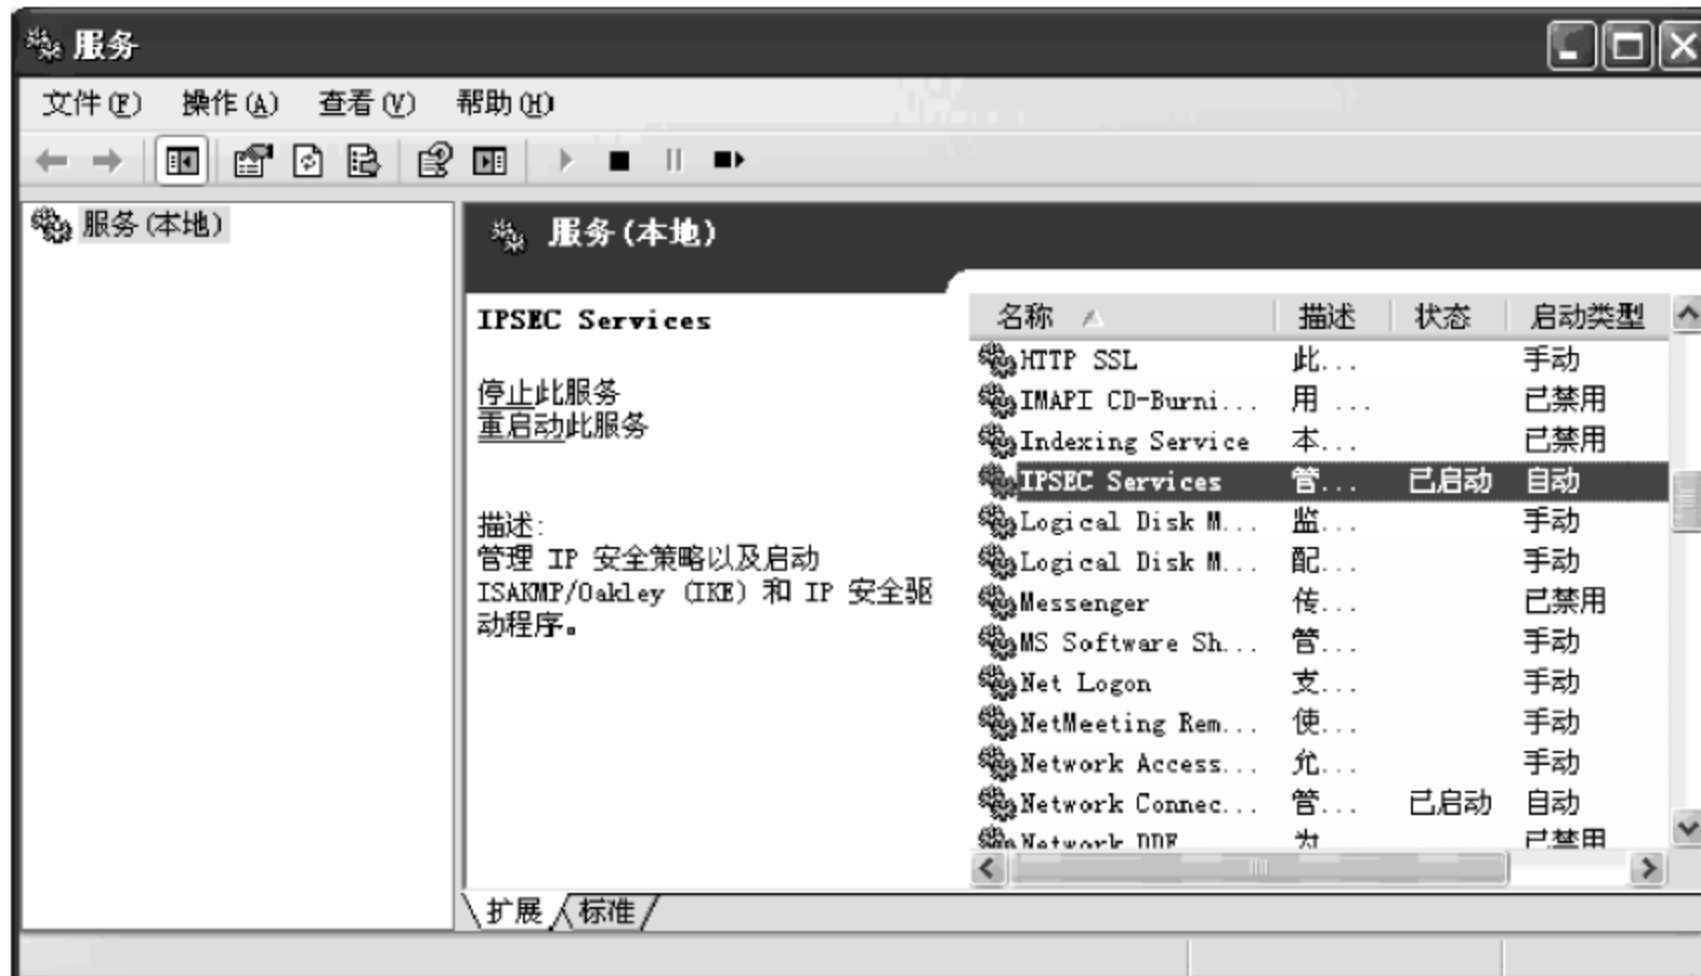 服务
文件(F) 操作(A) 查看(V) 帮助(H)
服务(本地)
服务(本地)
IPSEC Services
停止此服务
重启动此服务
描述:
管理 IP 安全策略以及启动
ISAKMP/Oakley (IKE) 和 IP 安全驱
动程序。
名称 描述 状态 启动类型
HTTP SSL 此... 手动
IMAPI CD-Burni... 用 ... 已禁用
Indexing Service 本... 已禁用
IPSEC Services 管... 已启动 自动
Logical Disk M... 监... 手动
Logical Disk M... 配... 手动
Messenger 传... 已禁用
MS Software Sh... 管... 手动
Net Logon 支... 手动
NetMeeting Rem... 使... 手动
Network Access... 允... 手动
Network Connec... 管... 已启动 自动
Network DDE 为 已禁用
扩展 标准